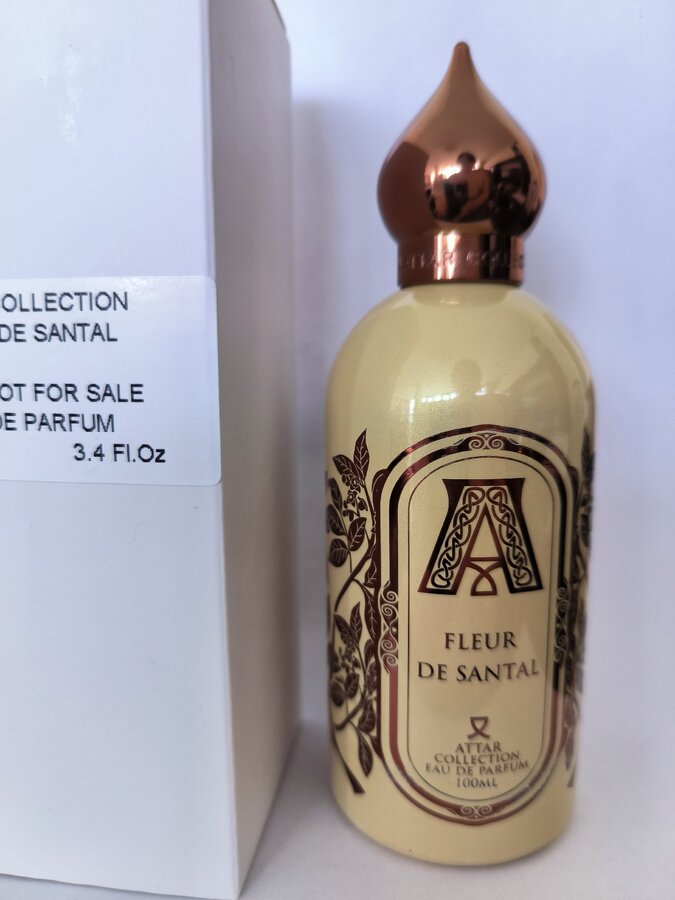 OLLECTION
DE SANTAL
OT FOR SALE
DE PARFUM
3.4 Fl.Oz
A
FLEUR
DE SANTAL
ATTAR
COLLECTION
EAU DE PARFUM
100ML